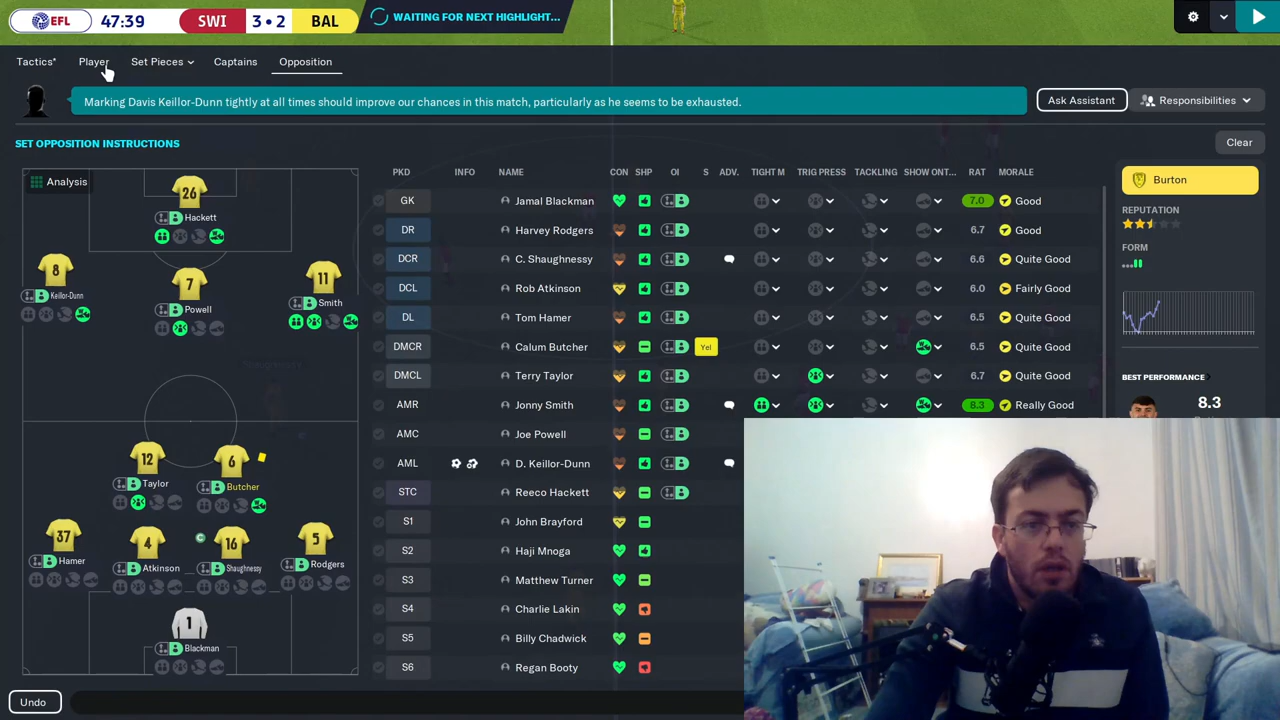 EFL 47:39 SWI 3 • 2 BAL WAITING FOR NEXT HIGHLIGHT...
Tactics* Player Set Pieces Captains Opposition
Marking Davis Keillor-Dunn tightly at all times should improve our chances in this match, particularly as he seems to be exhausted. Ask Assistant Responsibilities
SET OPPOSITION INSTRUCTIONS Clear
Analysis
26
Hackett
8
Keillor-Dunn
7
Powell
11
Smith
12
Taylor
6
Butcher
37
Hamer
4
Atkinson
C
16
Shaughnessy
5
Rodgers
1
Blackman
PKD INFO NAME CON SHP OI S ADV. TIGHT M TRIG PRESS TACKLING SHOW ONT... RAT MORALE
GK Jamal Blackman 7.0 Good
DR Harvey Rodgers 6.7 Good
DCR C. Shaughnessy 6.6 Quite Good
DCL Rob Atkinson 6.0 Fairly Good
DL Tom Hamer 6.5 Quite Good
DMCR Calum Butcher Yel 6.5 Quite Good
DMCL Terry Taylor 6.7 Quite Good
AMR Jonny Smith 8.3 Really Good
AMC Joe Powell
AML D. Keillor-Dunn
STC Reeco Hackett
S1 John Brayford
S2 Haji Mnoga
S3 Matthew Turner
S4 Charlie Lakin
S5 Billy Chadwick
S6 Regan Booty
Burton
REPUTATION
FORM
BEST PERFORMANCE
8.3
Undo